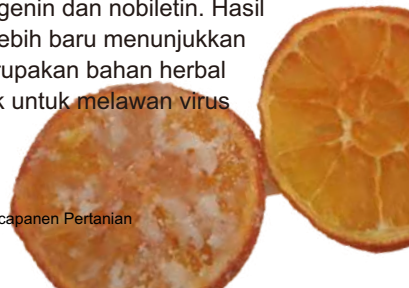 genin dan nobiletin. Hasil
ebih baru menunjukkan
rupakan bahan herbal
k untuk melawan virus
capanen Pertanian